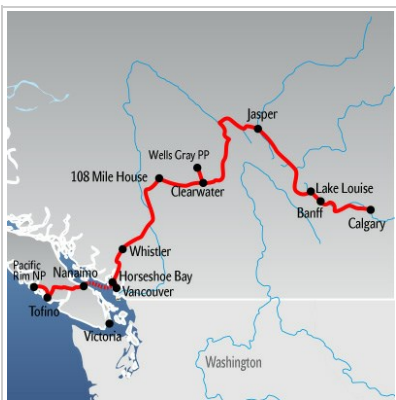 Jasper
Wells Gray PP
108 Mile House
Clearwater
Lake Louise
Banff
Calgary
Whistler
Pacific
Rim NP
Nanaimo
Horseshoe Bay
Vancouver
Tofino
Victoria
Washington